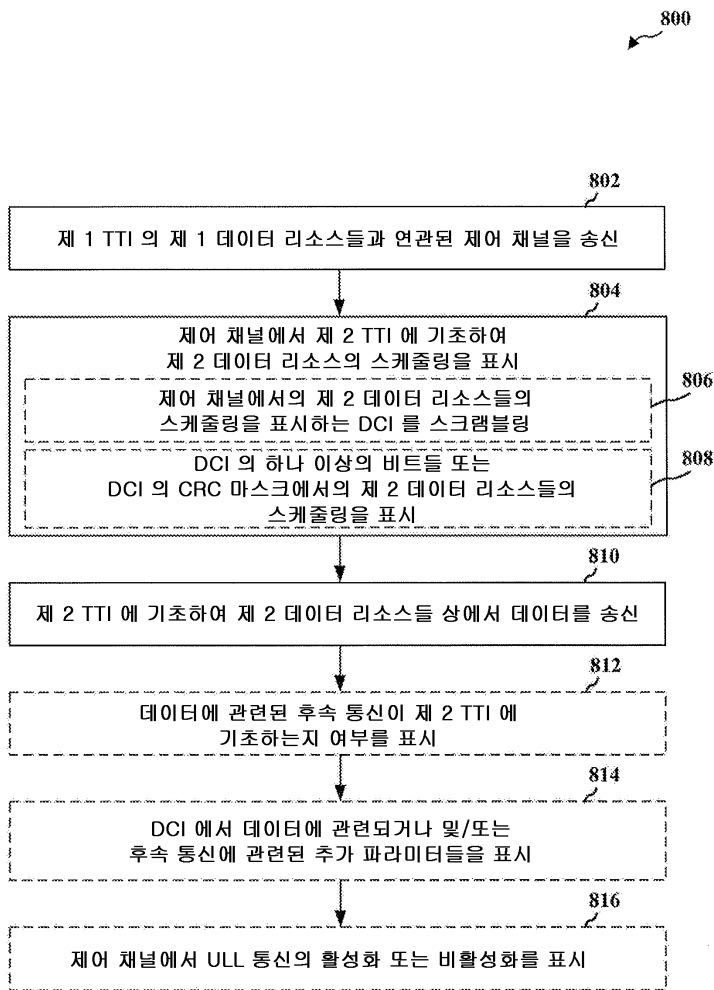 800
802
제 1 TTI 의 제 1 데이터 리소스들과 연관된 제어 채널을 송신
804
제어 채널에서 제 2 TTI 에 기초하여
제 2 데이터 리소스의 스케줄링을 표시
806
제어 채널에서의 제 2 데이터 리소스들의
스케줄링을 표시하는 DCI 를 스크램블링
808
DCI 의 하나 이상의 비트들 또는
DCI 의 CRC 마스크에서의 제 2 데이터 리소스들의
스케줄링을 표시
810
제 2 TTI 에 기초하여 제 2 데이터 리소스들 상에서 데이터를 송신
812
데이터에 관련된 후속 통신이 제 2 TTI 에
기초하는지 여부를 표시
814
DCI 에서 데이터에 관련되거나 및/또는
후속 통신에 관련된 추가 파라미터들을 표시
816
제어 채널에서 ULL 통신의 활성화 또는 비활성화를 표시